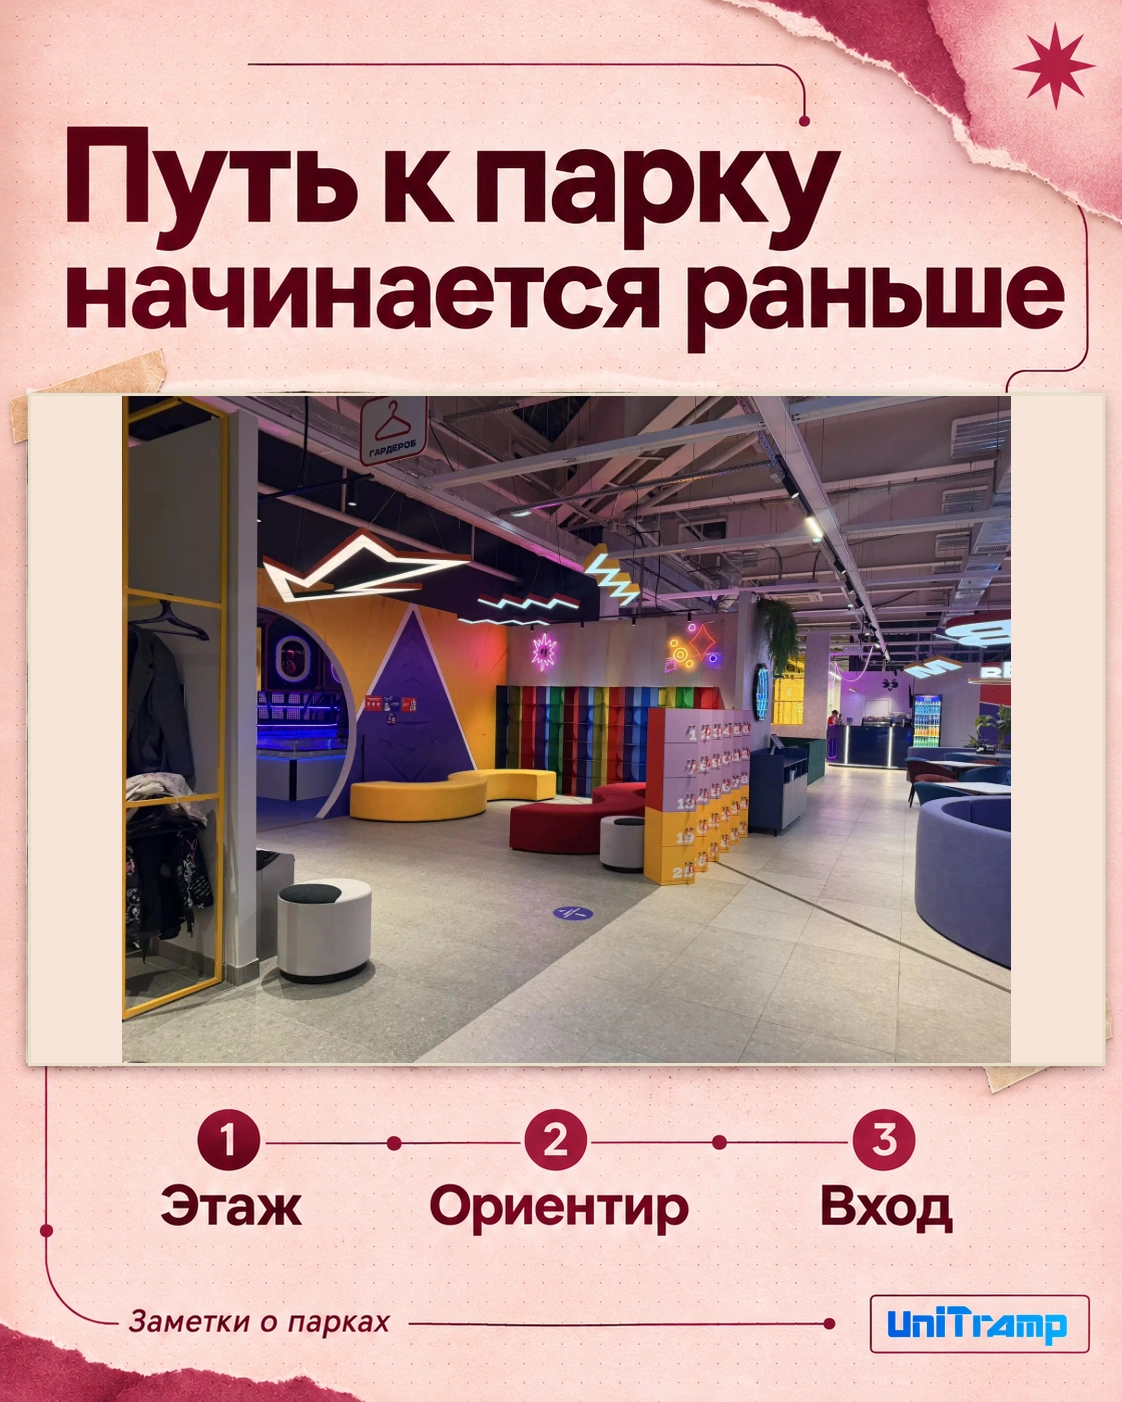 Путь к парку
начинается раньше
ГАРДЕРОБ
1 2 3
Этаж Ориентир Вход
Заметки о парках
UniTramp